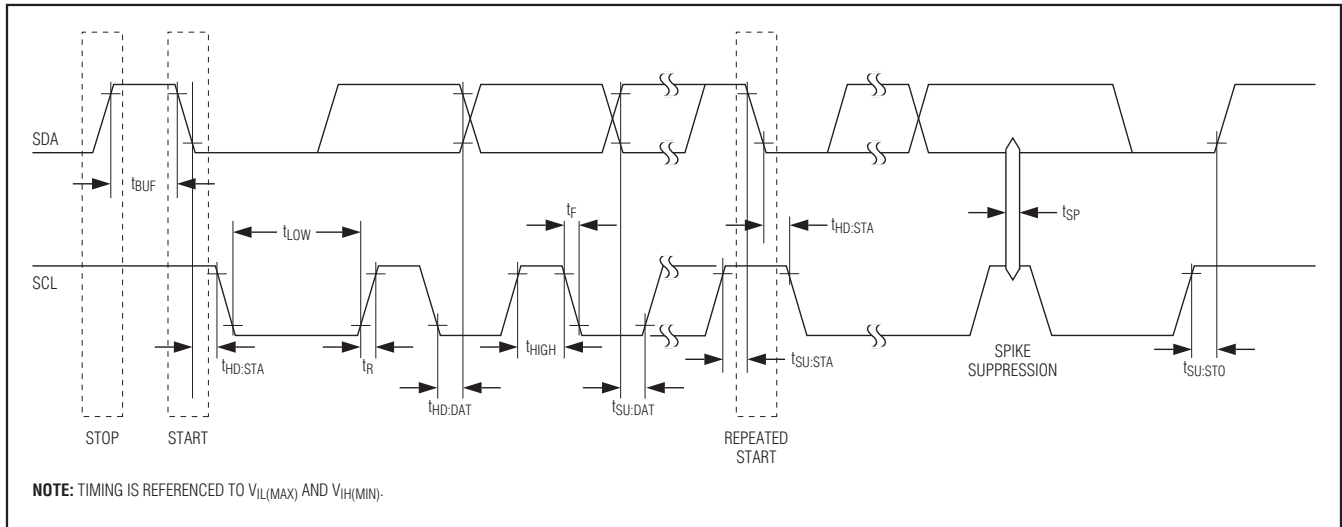 SDA
tBUF
tLOW
tF
tSP
tHD:STA
SCL
tHD:STA
tR
tHIGH
tSU:STA
SPIKE
SUPPRESSION
tSU:STO
tHD:DAT
tSU:DAT
STOP
START
REPEATED
START
NOTE: TIMING IS REFERENCED TO VIL(MAX) AND VIH(MIN).